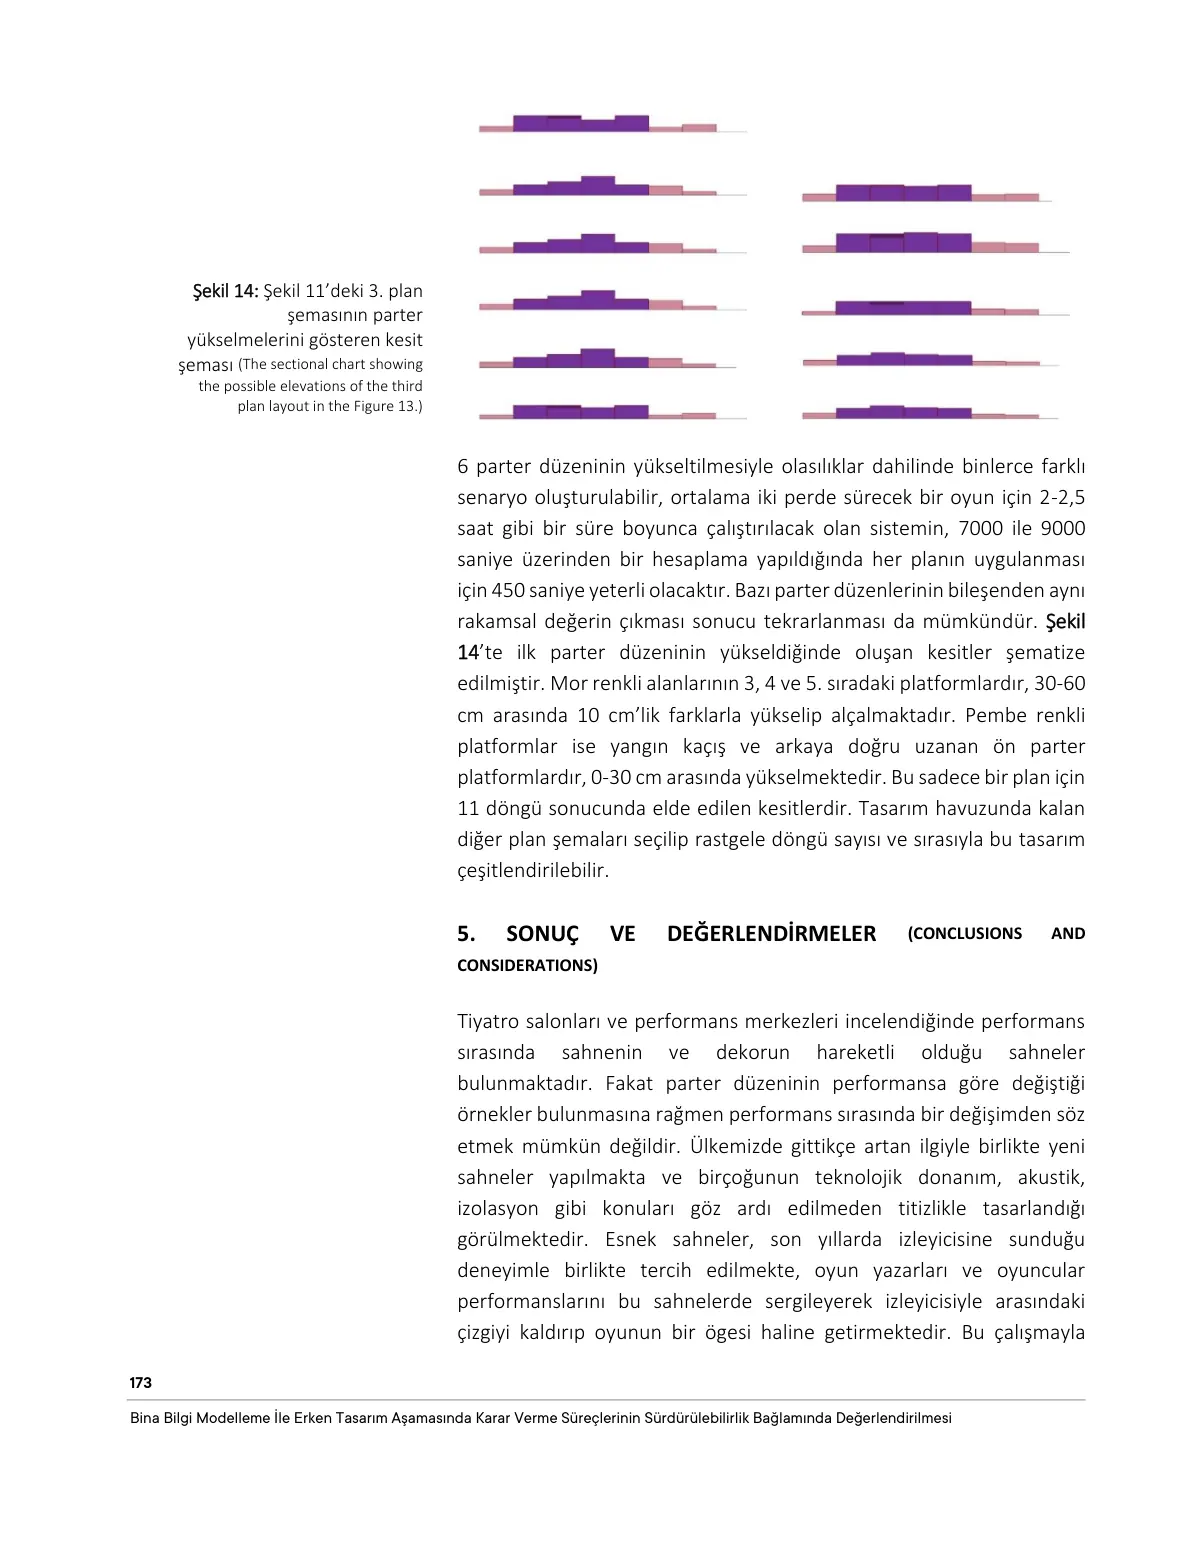 Şekil 14: Şekil 11’deki 3. plan
şemasının parter
yükselmelerini gösteren kesit
şeması (The sectional chart showing
the possible elevations of the third
plan layout in the Figure 13.)
6 parter düzeninin yükseltilmesiyle olasılıklar dahilinde binlerce farklı
senaryo oluşturulabilir, ortalama iki perde sürecek bir oyun için 2-2,5
saat gibi bir süre boyunca çalıştırılacak olan sistemin, 7000 ile 9000
saniye üzerinden bir hesaplama yapıldığında her planın uygulanması
için 450 saniye yeterli olacaktır. Bazı parter düzenlerinin bileşenden aynı
rakamsal değerin çıkması sonucu tekrarlanması da mümkündür. Şekil
14’te ilk parter düzeninin yükseldiğinde oluşan kesitler şematize
edilmiştir. Mor renkli alanlarının 3, 4 ve 5. sıradaki platformlardır, 30-60
cm arasında 10 cm’lik farklarla yükselip alçalmaktadır. Pembe renkli
platformlar ise yangın kaçış ve arkaya doğru uzanan ön parter
platformlardır, 0-30 cm arasında yükselmektedir. Bu sadece bir plan için
11 döngü sonucunda elde edilen kesitlerdir. Tasarım havuzunda kalan
diğer plan şemaları seçilip rastgele döngü sayısı ve sırasıyla bu tasarım
çeşitlendirilebilir.
5. SONUÇ VE DEĞERLENDİRMELER (CONCLUSIONS AND
CONSIDERATIONS)
Tiyatro salonları ve performans merkezleri incelendiğinde performans
sırasında sahnenin ve dekorun hareketli olduğu sahneler
bulunmaktadır. Fakat parter düzeninin performansa göre değiştiği
örnekler bulunmasına rağmen performans sırasında bir değişimden söz
etmek mümkün değildir. Ülkemizde gittikçe artan ilgiyle birlikte yeni
sahneler yapılmakta ve birçoğunun teknolojik donanım, akustik,
izolasyon gibi konuları göz ardı edilmeden titizlikle tasarlandığı
görülmektedir. Esnek sahneler, son yıllarda izleyicisine sunduğu
deneyimle birlikte tercih edilmekte, oyun yazarları ve oyuncular
performanslarını bu sahnelerde sergileyerek izleyicisiyle arasındaki
çizgiyi kaldırıp oyunun bir ögesi haline getirmektedir. Bu çalışmayla
173
Bina Bilgi Modelleme İle Erken Tasarım Aşamasında Karar Verme Süreçlerinin Sürdürülebilirlik Bağlamında Değerlendirilmesi